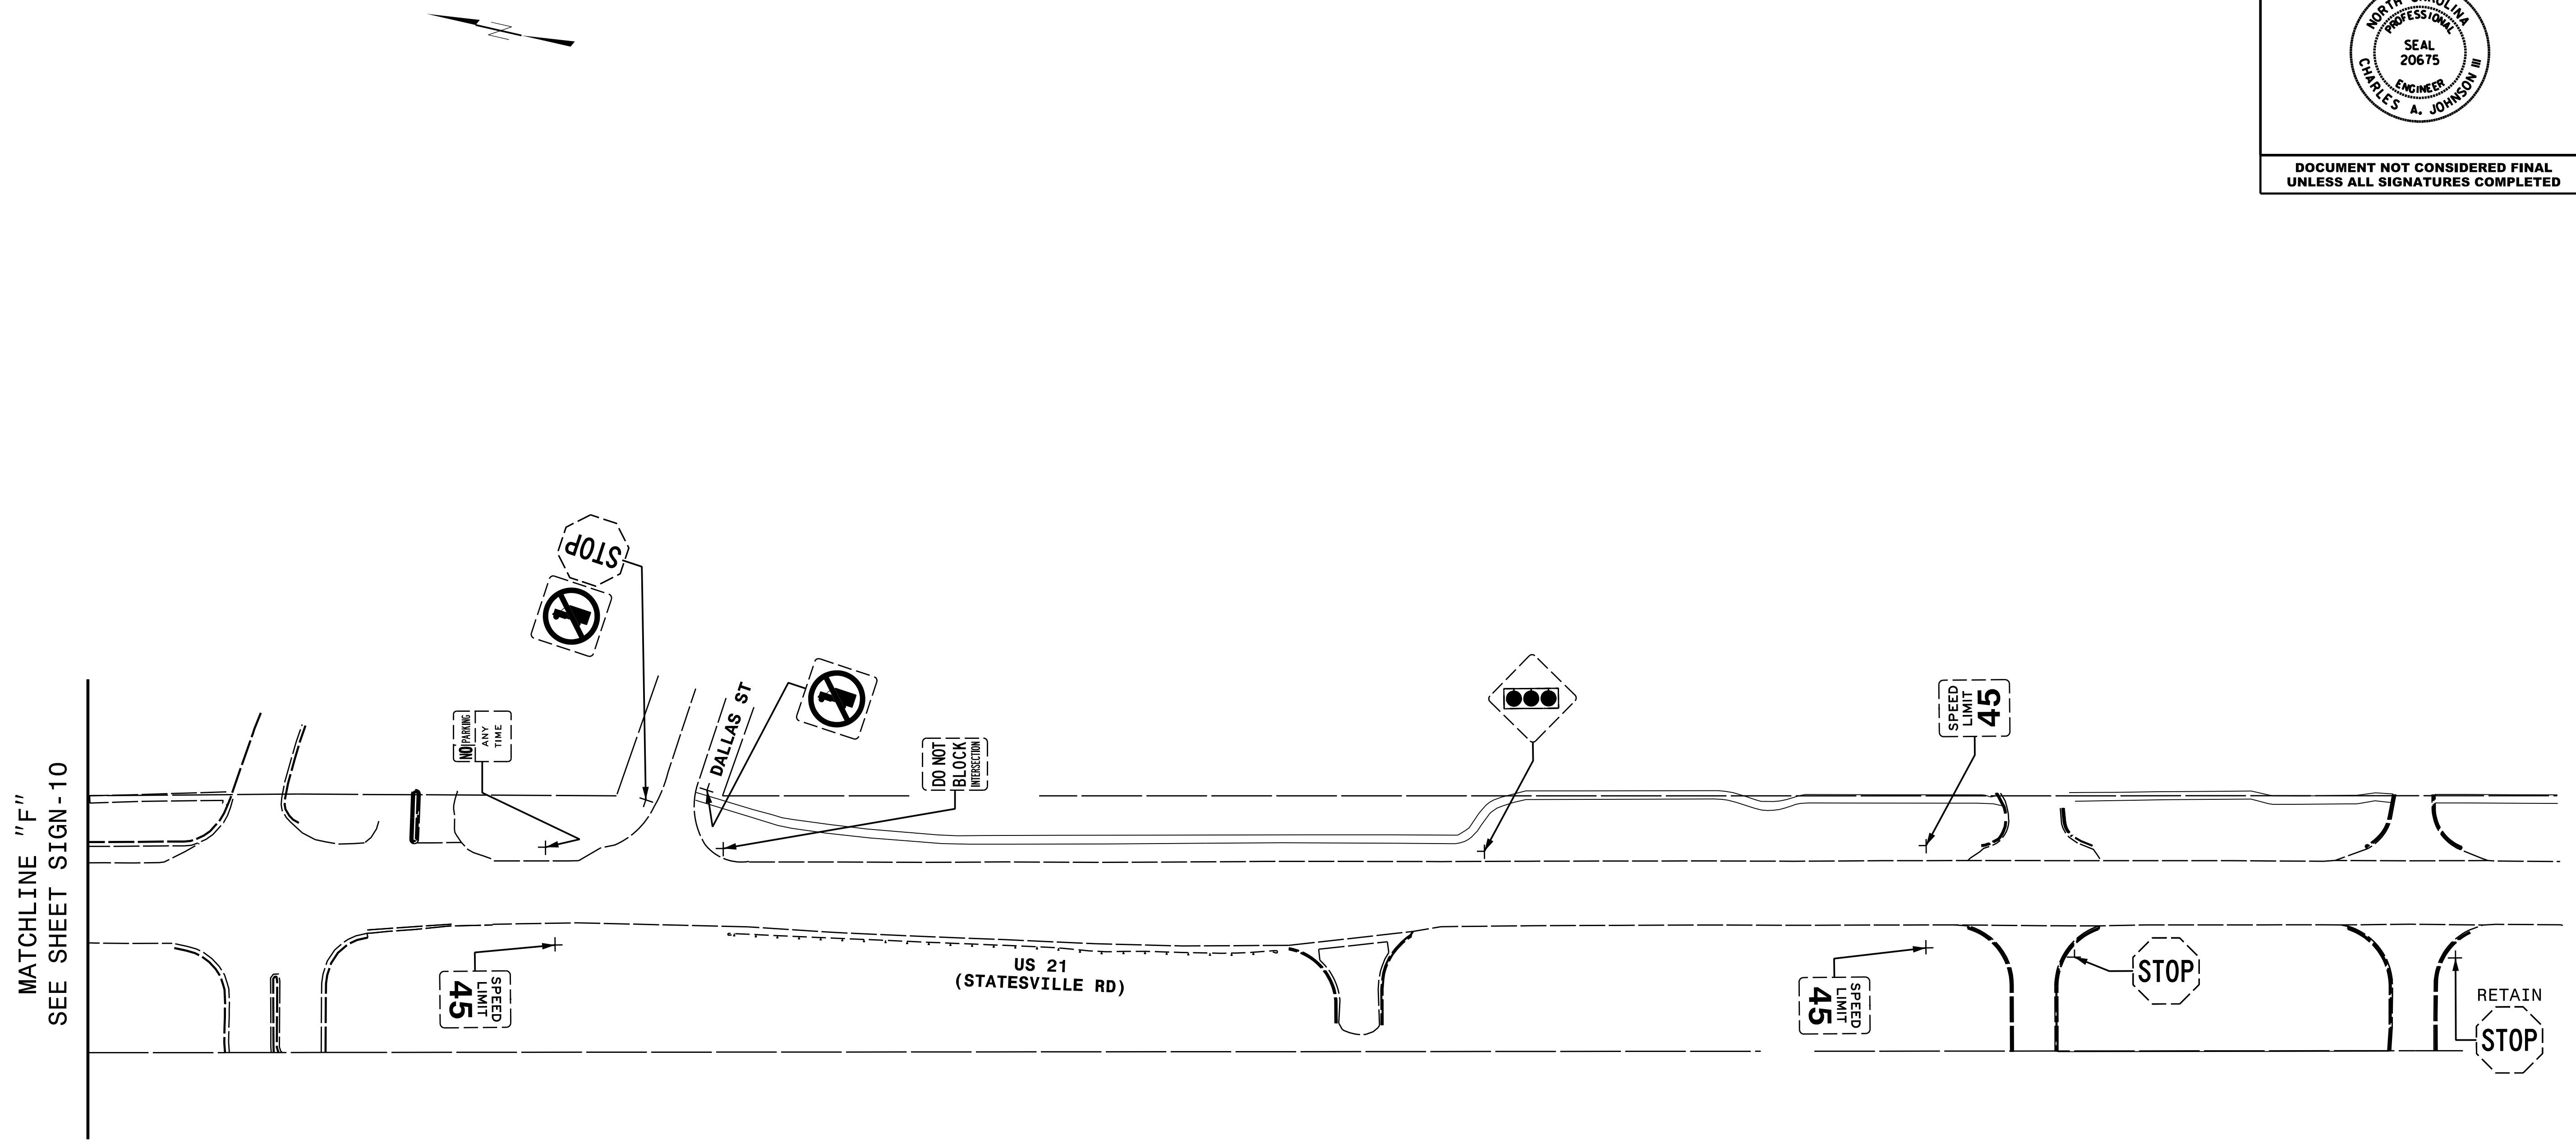 N
NORTH CAROLINA
PROFESSIONAL
SEAL
20675
ENGINEER
CHARLES A. JOHNSON III
DOCUMENT NOT CONSIDERED FINAL
UNLESS ALL SIGNATURES COMPLETED
STOP
DALLAS ST
NO PARKING
ANY
TIME
DO NOT
BLOCK
INTERSECTION
SPEED
LIMIT
45
MATCHLINE "F"
SEE SHEET SIGN-10
SPEED
LIMIT
45
US 21
(STATESVILLE RD)
SPEED
LIMIT
45
STOP
RETAIN
STOP